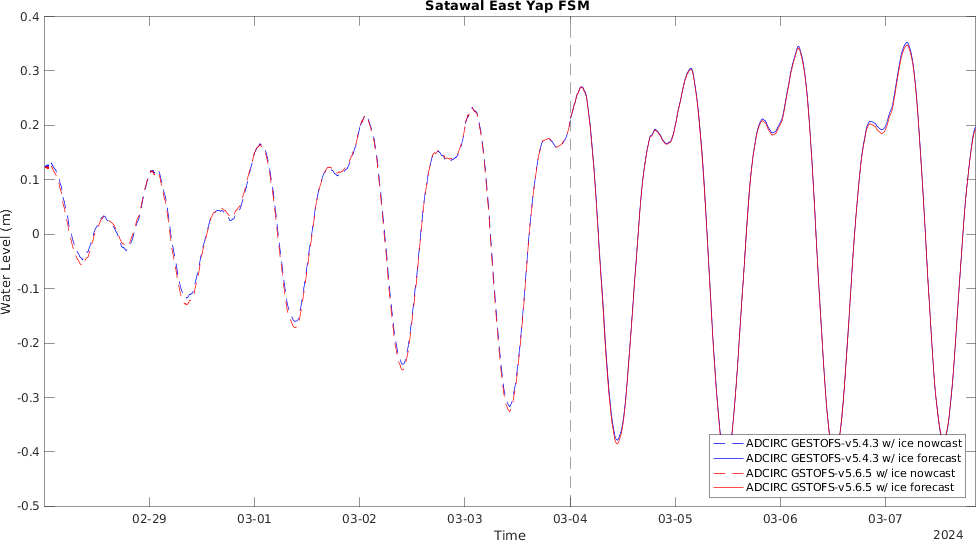 Satawal East Yap FSM
0.4
0.3
0.2
0.1
0
-0.1
-0.2
-0.3
-0.4
-0.5
Water Level (m)
ADCIRC GESTOFS-v5.4.3 w/ ice nowcast
ADCIRC GESTOFS-v5.4.3 w/ ice forecast
ADCIRC GSTOFS-v5.6.5 w/ ice nowcast
ADCIRC GSTOFS-v5.6.5 w/ ice forecast
02-29 03-01 03-02 03-03 03-04 03-05 03-06 03-07
Time
2024